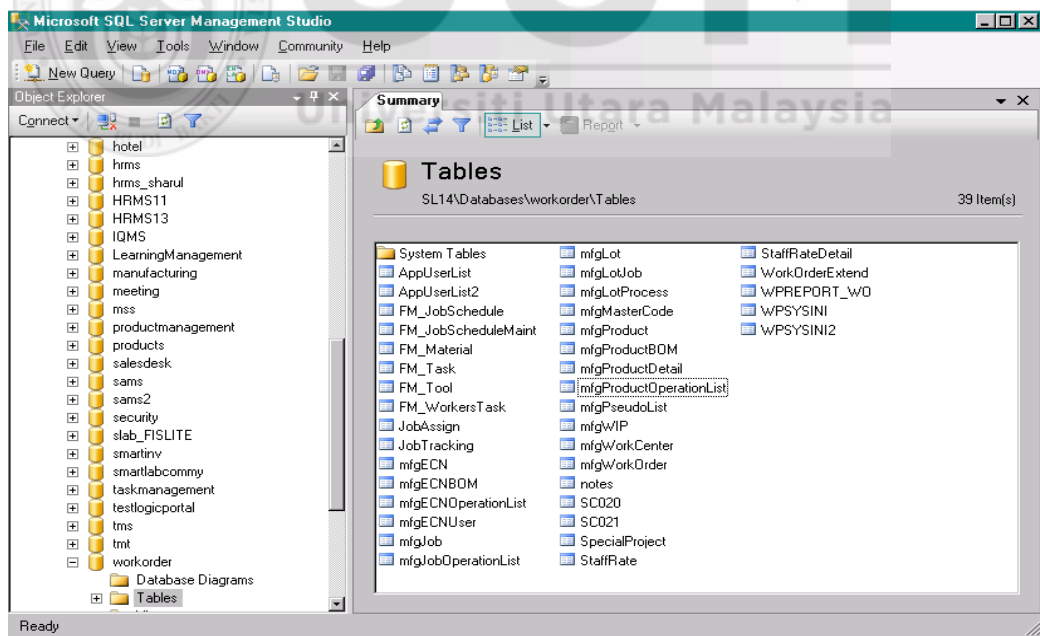 Microsoft SQL Server Management Studio
File Edit View Tools Window Community Help
New Query
Object Explorer
Connect
hotel
hrms
hrms_sharul
HRMS11
HRMS13
IQMS
LearningManagement
manufacturing
meeting
mss
productmanagement
products
salesdesk
sams
sams2
security
slab_FISLITE
smartinv
smartlabcommy
taskmanagement
testlogicportal
tms
tmt
workorder
Database Diagrams
Tables
Summary
Utara Malaysia
List Report
Tables
SL14\Databases\workorder\Tables 39 Item(s)
System Tables
AppUserList
AppUserList2
FM_JobSchedule
FM_JobScheduleMaint
FM_Material
FM_Task
FM_Tool
FM_WorkersTask
JobAssign
JobTracking
mfgECN
mfgECNBOM
mfgECNOperationList
mfgECNUser
mfgJob
mfgJobOperationList
mfgLot
mfgLotJob
mfgLotProcess
mfgMasterCode
mfgProduct
mfgProductBOM
mfgProductDetail
mfgProductOperationList
mfgPseudoList
mfgWIP
mfgWorkCenter
mfgWorkOrder
notes
SC020
SC021
SpecialProject
StaffRate
StaffRateDetail
WorkOrderExtend
WPREPORT_WO
WPSYSINI
WPSYSINI2
Ready